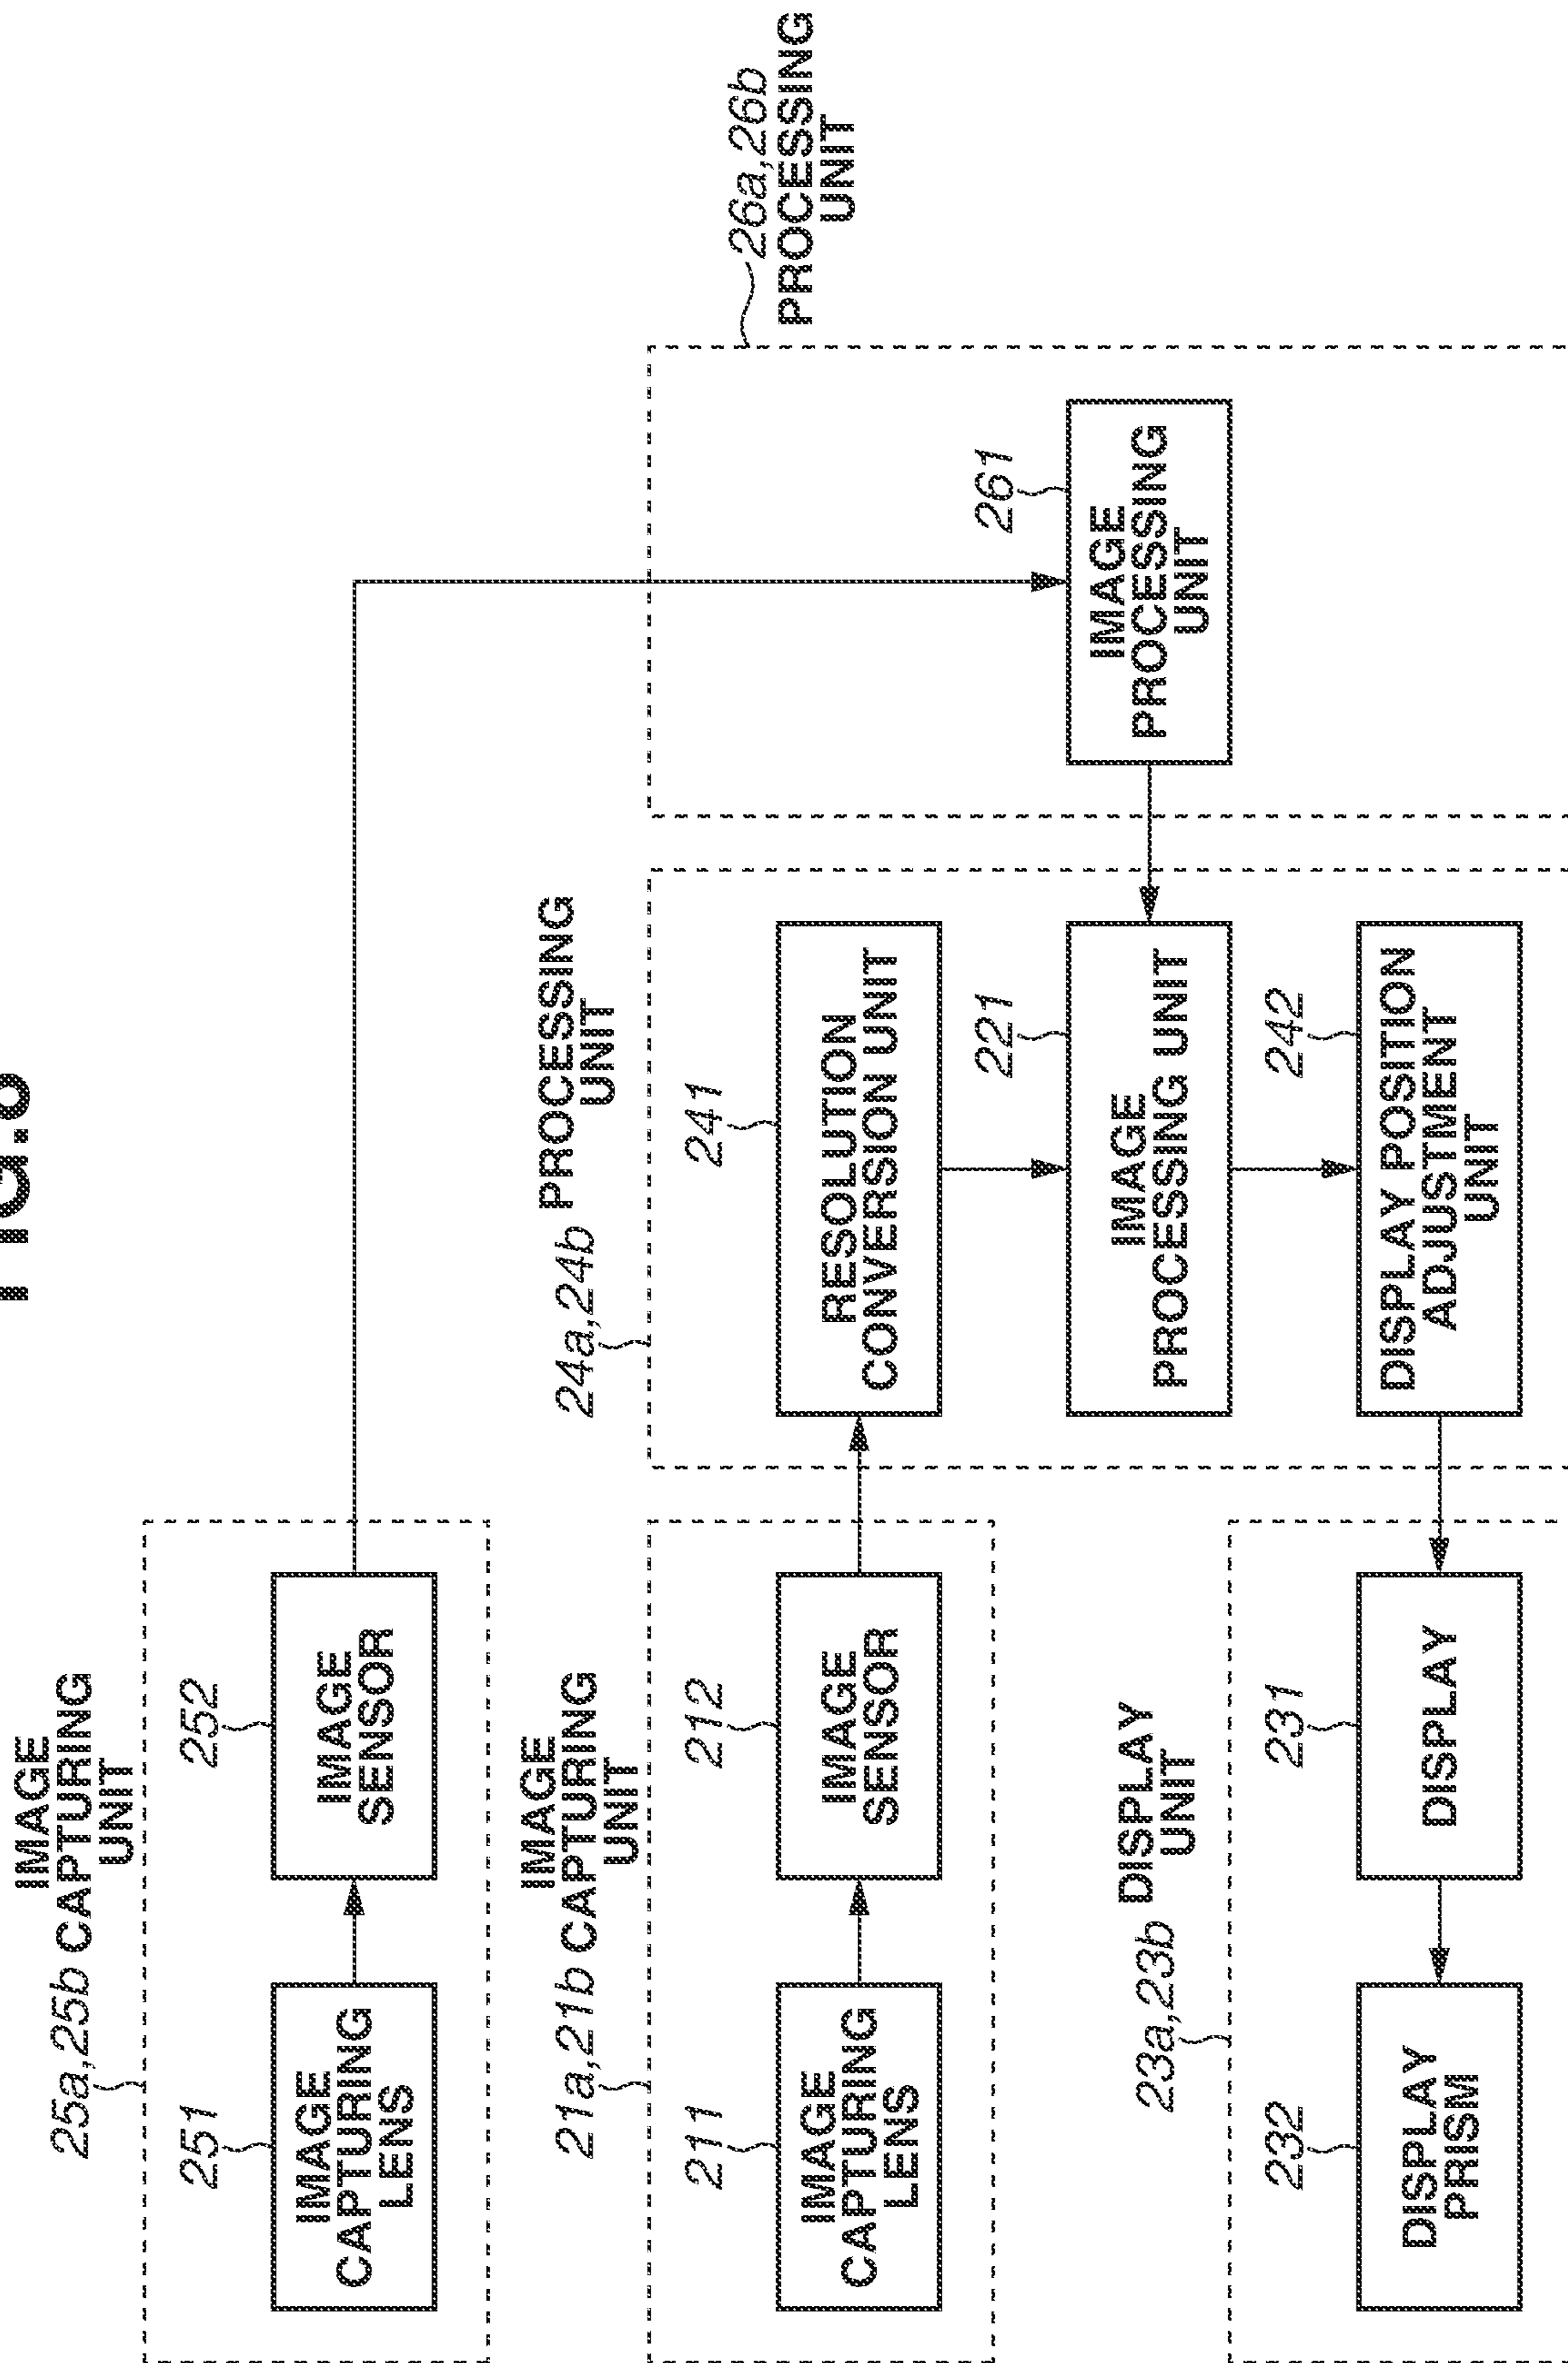 IMAGE
25a,25b CAPTURING
UNIT
251
252
IMAGE
CAPTURING
LENS
IMAGE
SENSOR
IMAGE
21a,21b CAPTURING
UNIT
211
212
IMAGE
CAPTURING
LENS
IMAGE
SENSOR
24a,24b PROCESSING
UNIT
241
RESOLUTION
CONVERSION UNIT
26a,26b
PROCESSING
UNIT
221
IMAGE
PROCESSING UNIT
261
IMAGE
PROCESSING
UNIT
23a,23b DISPLAY
UNIT
232
231
242
DISPLAY
PRISM
DISPLAY
DISPLAY POSITION
ADJUSTMENT
UNIT